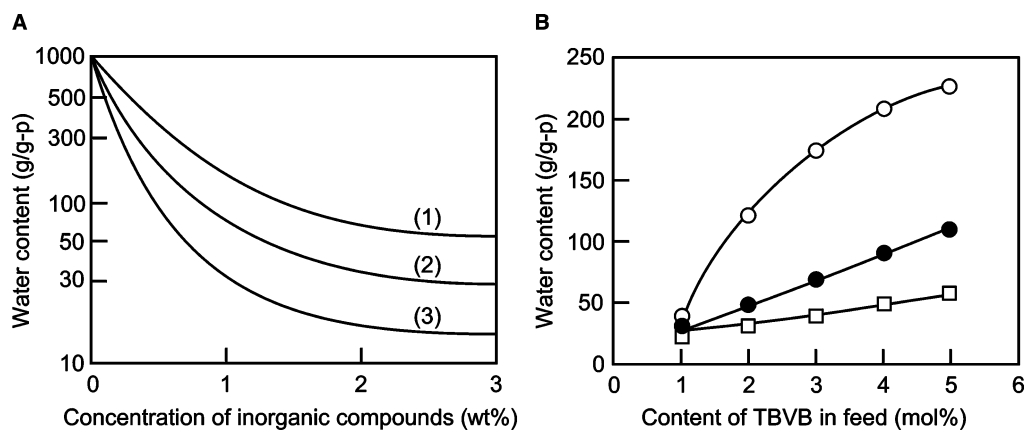 A
Water content (g/g-p)
1000
500
300
100
50
30
10
(1)
(2)
(3)
0 1 2 3
Concentration of inorganic compounds (wt%)
B
Water content (g/g-p)
250
200
150
100
50
0
0 1 2 3 4 5 6
Content of TBVB in feed (mol%)